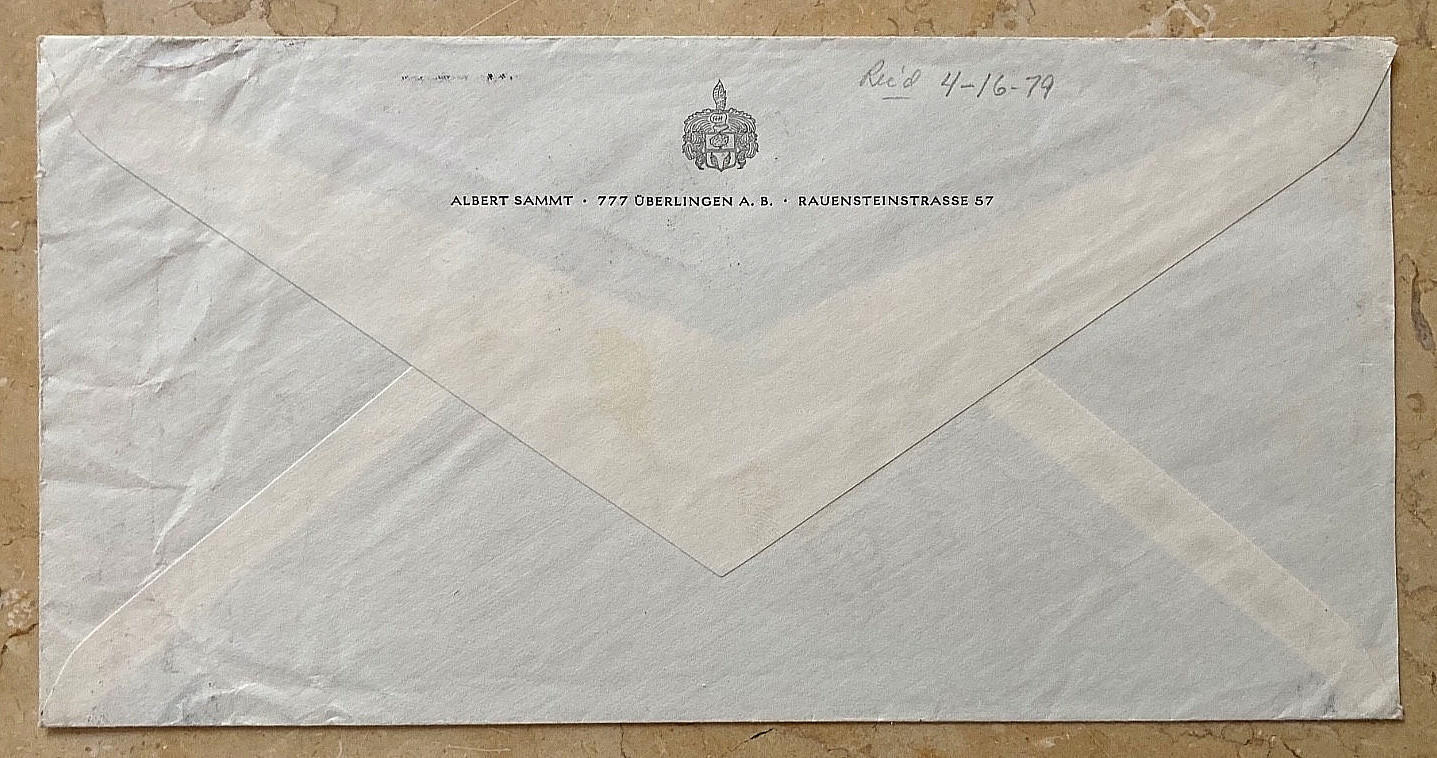 Rec'd 4-16-79
ALBERT SAMMT · 777 ÜBERLINGEN A. B. · RAUENSTEINSTRASSE 57